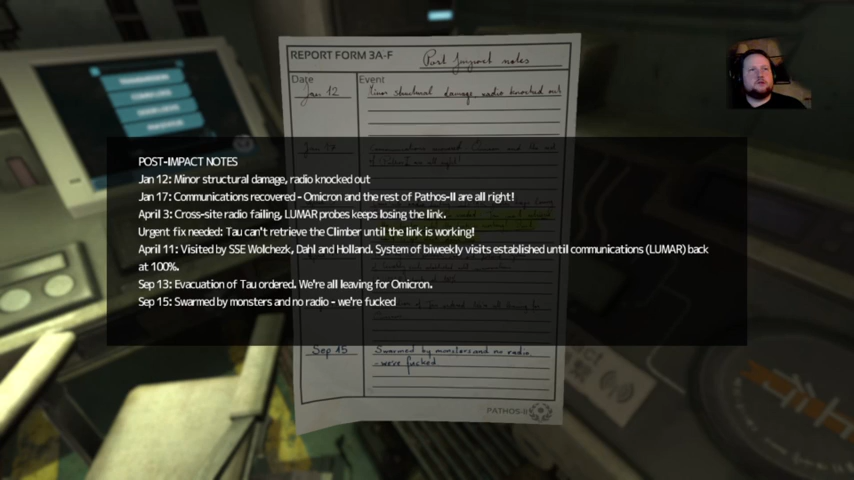 REPORT FORM 3A-F
Post Impact notes
Date
Event
Jan 12
Minor structural damage, radio knocked out
POST-IMPACT NOTES
Jan 12: Minor structural damage, radio knocked out
Jan 17: Communications recovered - Omicron and the rest of Pathos-II are all right!
April 3: Cross-site radio failing, LUMAR probes keeps losing the link.
Urgent fix needed: Tau can't retrieve the Climber until the link is working!
April 11: Visited by SSE Wolchezk, Dahl and Holland. System of biweekly visits established until communications (LUMAR) back
at 100%.
Sep 13: Evacuation of Tau ordered. We're all leaving for Omicron.
Sep 15: Swarmed by monsters and no radio - we're fucked
Sep 15
Swarmed by monsters and no radio
- we're fucked
PATHOS-II